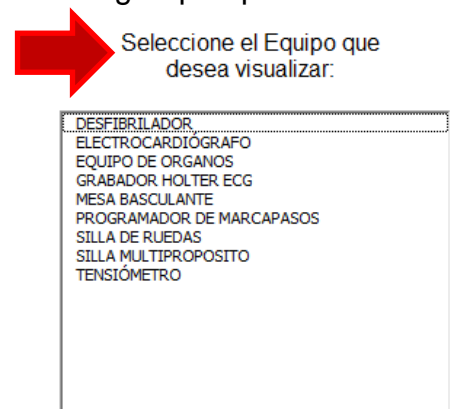 Seleccione el Equipo que
desea visualizar:
DESFIBRILADOR
ELECTROCARDIÓGRAFO
EQUIPO DE ORGANOS
GRABADOR HOLTER ECG
MESA BASCULANTE
PROGRAMADOR DE MARCAPASOS
SILLA DE RUEDAS
SILLA MULTIPROPOSITO
TENSIÓMETRO